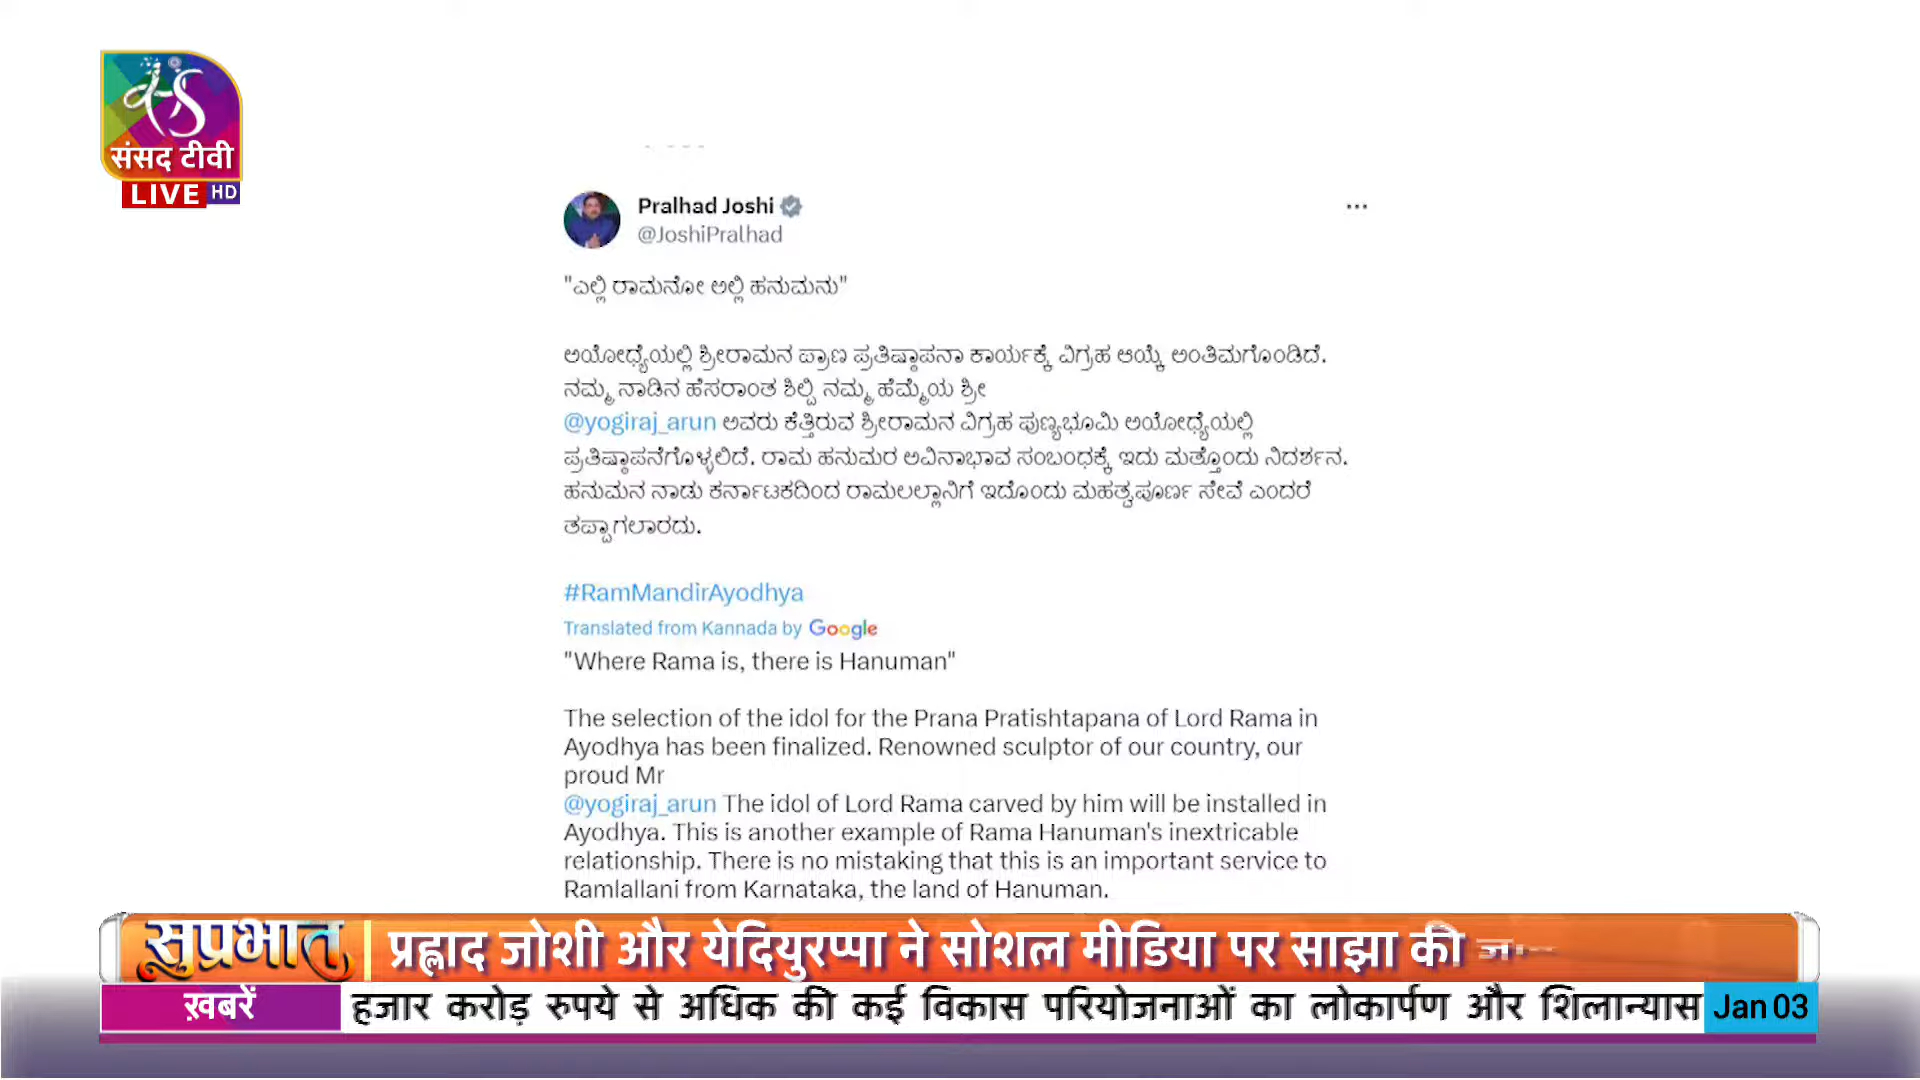 संसद टीवी
LIVE HD
Pralhad Joshi
@JoshiPralhad
...
"ಎಲ್ಲಿ ರಾಮನೋ ಅಲ್ಲಿ ಹನುಮನು"
ಅಯೋಧ್ಯೆಯಲ್ಲಿ ಶ್ರೀರಾಮನ ಪ್ರಾಣ ಪ್ರತಿಷ್ಠಾಪನಾ ಕಾರ್ಯಕ್ಕೆ ವಿಗ್ರಹ ಆಯ್ಕೆ ಅಂತಿಮಗೊಂಡಿದೆ.
ನಮ್ಮ ನಾಡಿನ ಹೆಸರಾಂತ ಶಿಲ್ಪಿ ನಮ್ಮ ಹೆಮ್ಮೆಯ ಶ್ರೀ
@yogiraj_arun ಅವರು ಕೆತ್ತಿರುವ ಶ್ರೀರಾಮನ ವಿಗ್ರಹ ಪುಣ್ಯಭೂಮಿ ಅಯೋಧ್ಯೆಯಲ್ಲಿ
ಪ್ರತಿಷ್ಠಾಪನೆಗೊಳ್ಳಲಿದೆ. ರಾಮ ಹನುಮರ ಅವಿನಾಭಾವ ಸಂಬಂಧಕ್ಕೆ ಇದು ಮತ್ತೊಂದು ನಿದರ್ಶನ.
ಹನುಮನ ನಾಡು ಕರ್ನಾಟಕದಿಂದ ರಾಮಲಲ್ಲಾನಿಗೆ ಇದೊಂದು ಮಹತ್ವಪೂರ್ಣ ಸೇವೆ ಎಂದರೆ
ತಪ್ಪಾಗಲಾರದು.
#RamMandirAyodhya
Translated from Kannada by Google
"Where Rama is, there is Hanuman"
The selection of the idol for the Prana Pratishtapana of Lord Rama in
Ayodhya has been finalized. Renowned sculptor of our country, our
proud Mr
@yogiraj_arun The idol of Lord Rama carved by him will be installed in
Ayodhya. This is another example of Rama Hanuman's inextricable
relationship. There is no mistaking that this is an important service to
Ramlallani from Karnataka, the land of Hanuman.
सुप्रभात प्रह्लाद जोशी और येदियुरप्पा ने सोशल मीडिया पर साझा की
ख़बरें हजार करोड़ रुपये से अधिक की कई विकास परियोजनाओं का लोकार्पण और शिलान्यास Jan 03